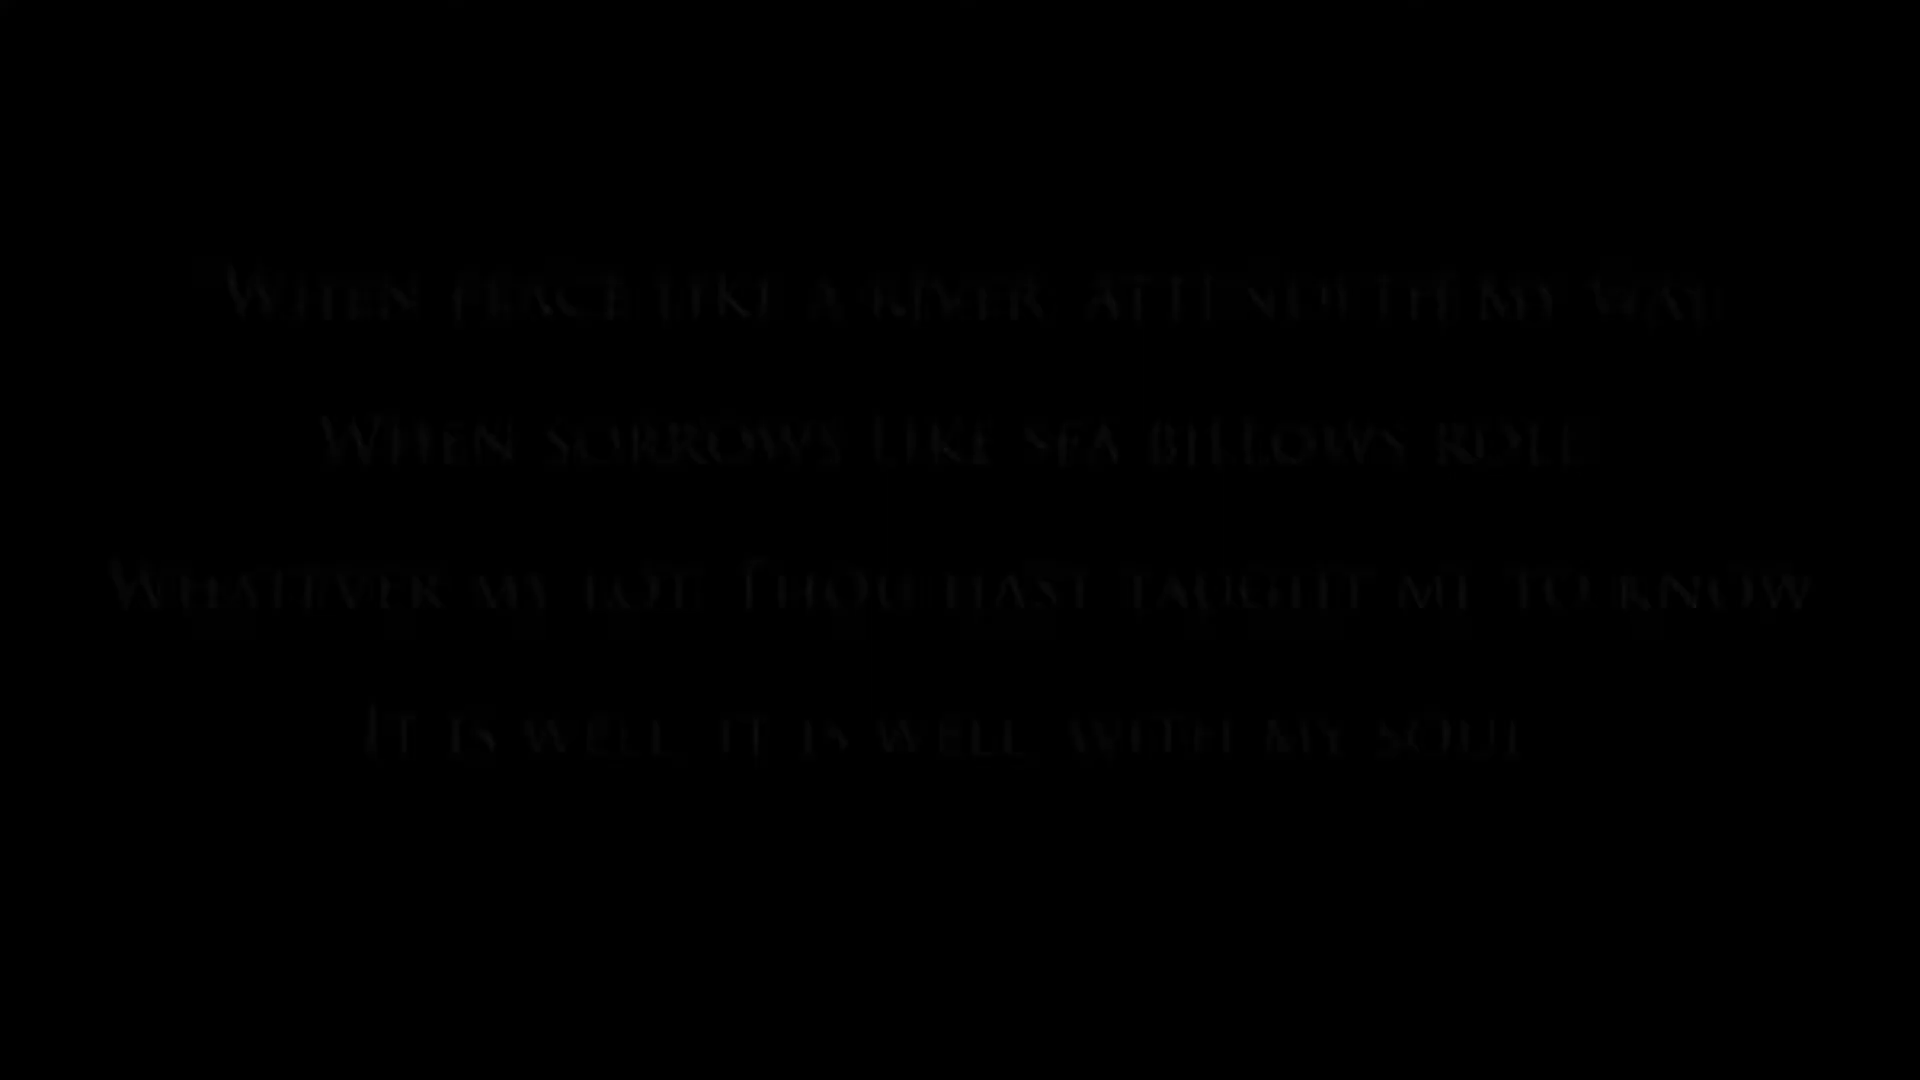 "When peace like a river, attendeth my way,
When sorrows like sea billows roll
Whatever my lot, Thou hast taught me to know
It is well, it is well, with my soul